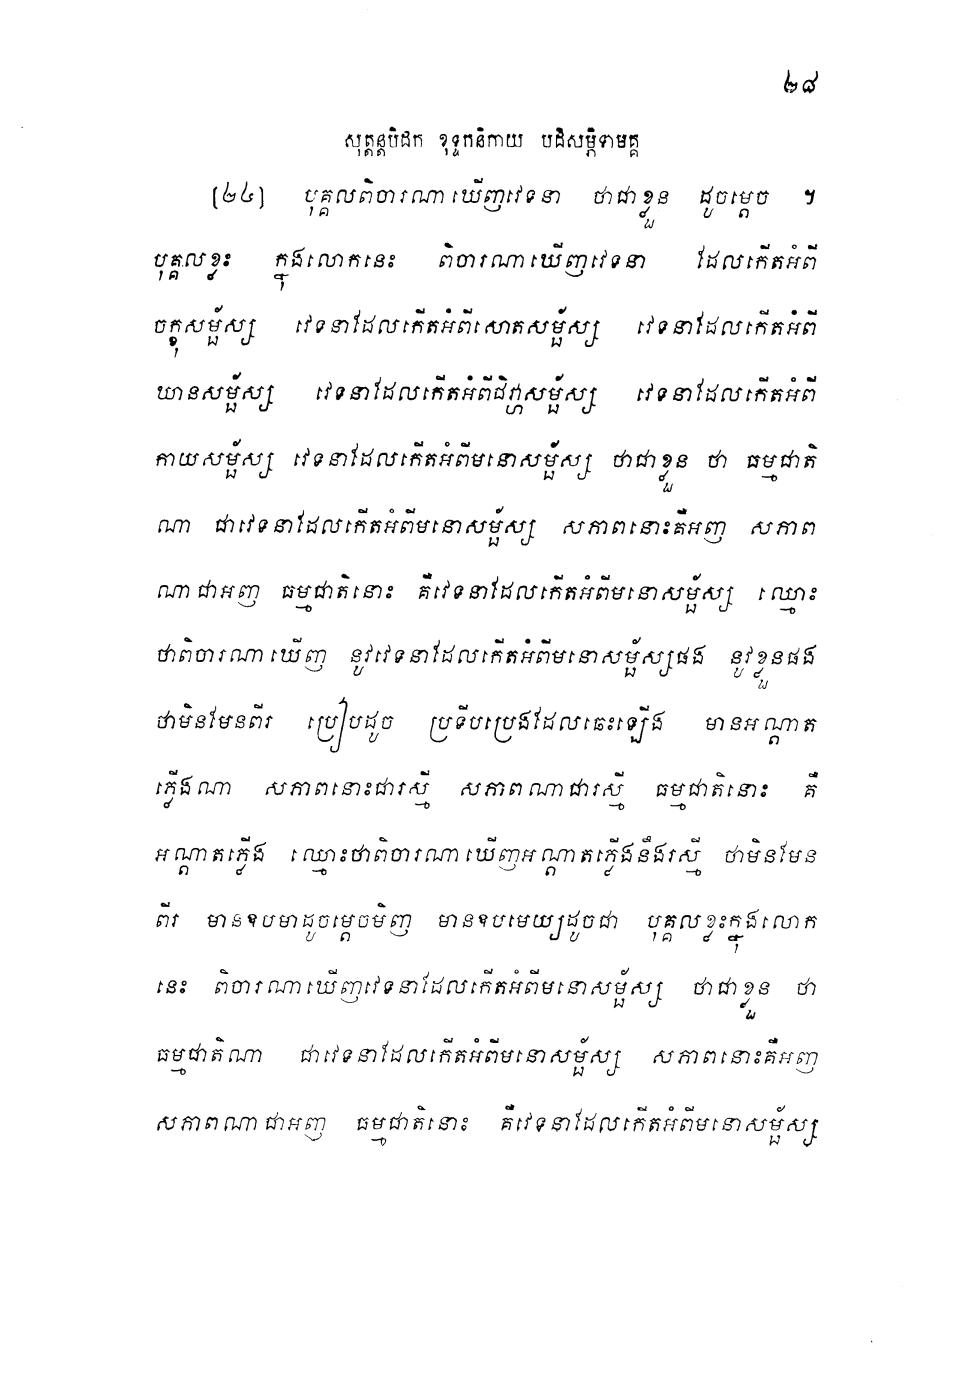 ២៨
សុត្តន្តបិដក ខុទ្ទកនិកាយ បដិសម្ភិទាមគ្គ
[២៤] បុគ្គលពិចារណាឃើញវេទនា ថាជាខ្លួន ដូចម្តេច ។
បុគ្គលខ្លះ ក្នុងលោកនេះ ពិចារណាឃើញវេទនា ដែលកើតអំពី
ចក្ខុសម្ផ័ស្ស វេទនាដែលកើតអំពីសោតសម្ផ័ស្ស វេទនាដែលកើតអំពី
ឃានសម្ផ័ស្ស វេទនាដែលកើតអំពីជិវ្ហាសម្ផ័ស្ស វេទនាដែលកើតអំពី
កាយសម្ផ័ស្ស វេទនាដែលកើតអំពីមនោសម្ផ័ស្ស ថាជាខ្លួន ថា ធម្មជាតិ
ណា ជាវេទនាដែលកើតអំពីមនោសម្ផ័ស្ស សភាពនោះគឺអញ សភាព
ណាជាអញ ធម្មជាតិនោះ គឺវេទនាដែលកើតអំពីមនោសម្ផ័ស្ស ឈ្មោះ
ថាពិចារណាឃើញ នូវវេទនាដែលកើតអំពីមនោសម្ផ័ស្សផង នូវខ្លួនផង
ថាមិនមែនពីរ ប្រៀបដូច ប្រទីបប្រេងដែលឆេះឡើង មានអណ្តាត
ភ្លើងណា សភាពនោះជារស្មី សភាពណាជារស្មី ធម្មជាតិនោះ គឺ
អណ្តាតភ្លើង ឈ្មោះថាពិចារណាឃើញអណ្តាតភ្លើងនឹងរស្មី ថាមិនមែន
ពីរ មានឧបមាដូចម្តេចមិញ មានឧបមេយ្យដូចជា បុគ្គលខ្លះក្នុងលោក
នេះ ពិចារណាឃើញវេទនាដែលកើតអំពីមនោសម្ផ័ស្ស ថាជាខ្លួន ថា
ធម្មជាតិណា ជាវេទនាដែលកើតអំពីមនោសម្ផ័ស្ស សភាពនោះគឺអញ
សភាពណាជាអញ ធម្មជាតិនោះ គឺវេទនាដែលកើតអំពីមនោសម្ផ័ស្ស